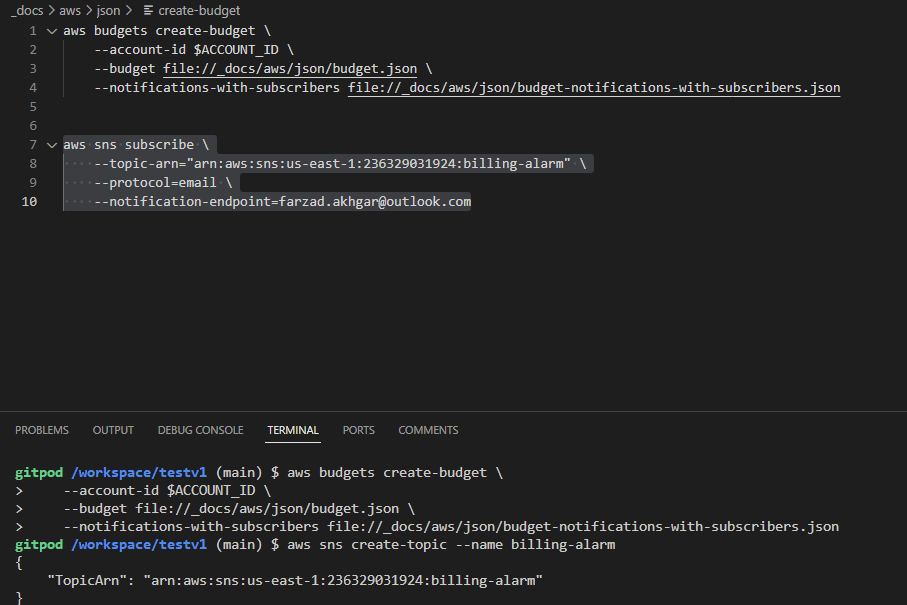 _docs > aws > json > create-budget
1 aws budgets create-budget \
2 --account-id $ACCOUNT_ID \
3 --budget file://_docs/aws/json/budget.json \
4 --notifications-with-subscribers file://_docs/aws/json/budget-notifications-with-subscribers.json
5
6
7 aws sns subscribe \
8 --topic-arn="arn:aws:sns:us-east-1:236329031924:billing-alarm" \
9 --protocol=email \
10 --notification-endpoint=farzad.akhgar@outlook.com
PROBLEMS OUTPUT DEBUG CONSOLE TERMINAL PORTS COMMENTS
gitpod /workspace/testv1 (main) $ aws budgets create-budget \
> --account-id $ACCOUNT_ID \
> --budget file://_docs/aws/json/budget.json \
> --notifications-with-subscribers file://_docs/aws/json/budget-notifications-with-subscribers.json
gitpod /workspace/testv1 (main) $ aws sns create-topic --name billing-alarm
{
"TopicArn": "arn:aws:sns:us-east-1:236329031924:billing-alarm"
}